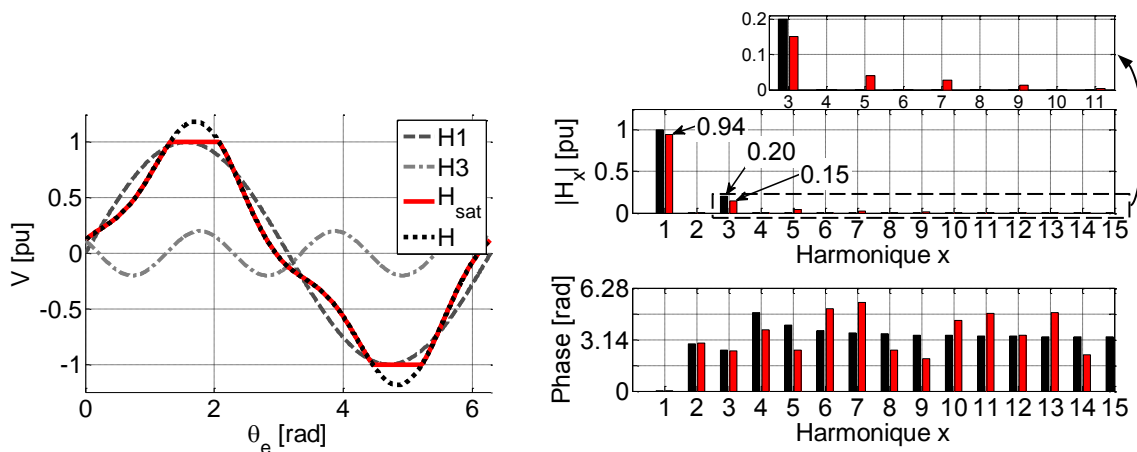 V [pu]
1
0.5
0
-0.5
-1
0
2
4
6
θe [rad]
H1
H3
Hsat
H
0.2
0.1
0
3 4 5 6 7 8 9 10 11
|Hx| [pu]
1
0.5
0
0.94
0.20
0.15
1 2 3 4 5 6 7 8 9 10 11 12 13 14 15
Harmonique x
Phase [rad]
6.28
3.14
0
1 2 3 4 5 6 7 8 9 10 11 12 13 14 15
Harmonique x